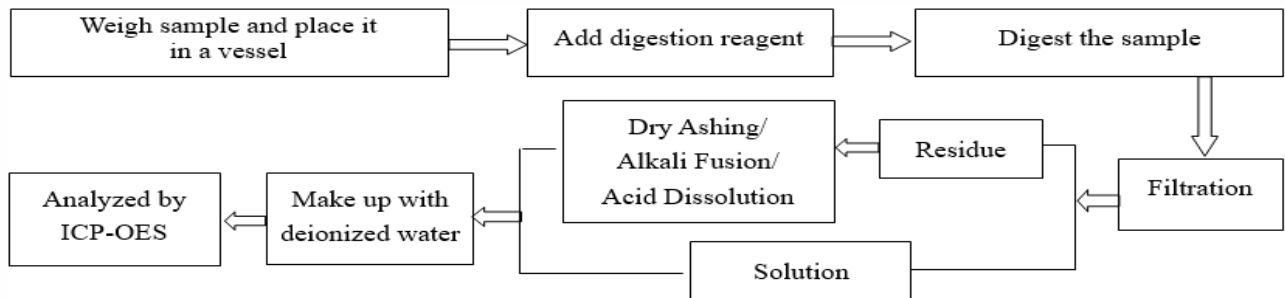 Weigh sample and place it
in a vessel
Add digestion reagent
Digest the sample
Filtration
Residue
Dry Ashing/
Alkali Fusion/
Acid Dissolution
Solution
Make up with
deionized water
Analyzed by
ICP-OES